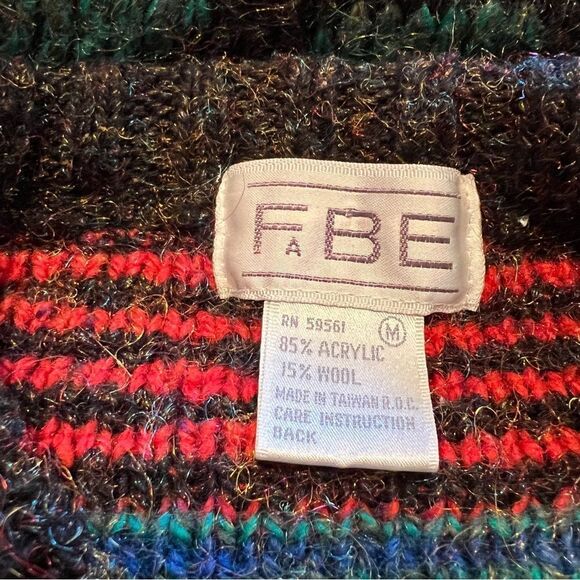 FABE
RN 59561 M
85% ACRYLIC
15% WOOL
MADE IN TAIWAN R.O.C.
CARE INSTRUCTION
BACK